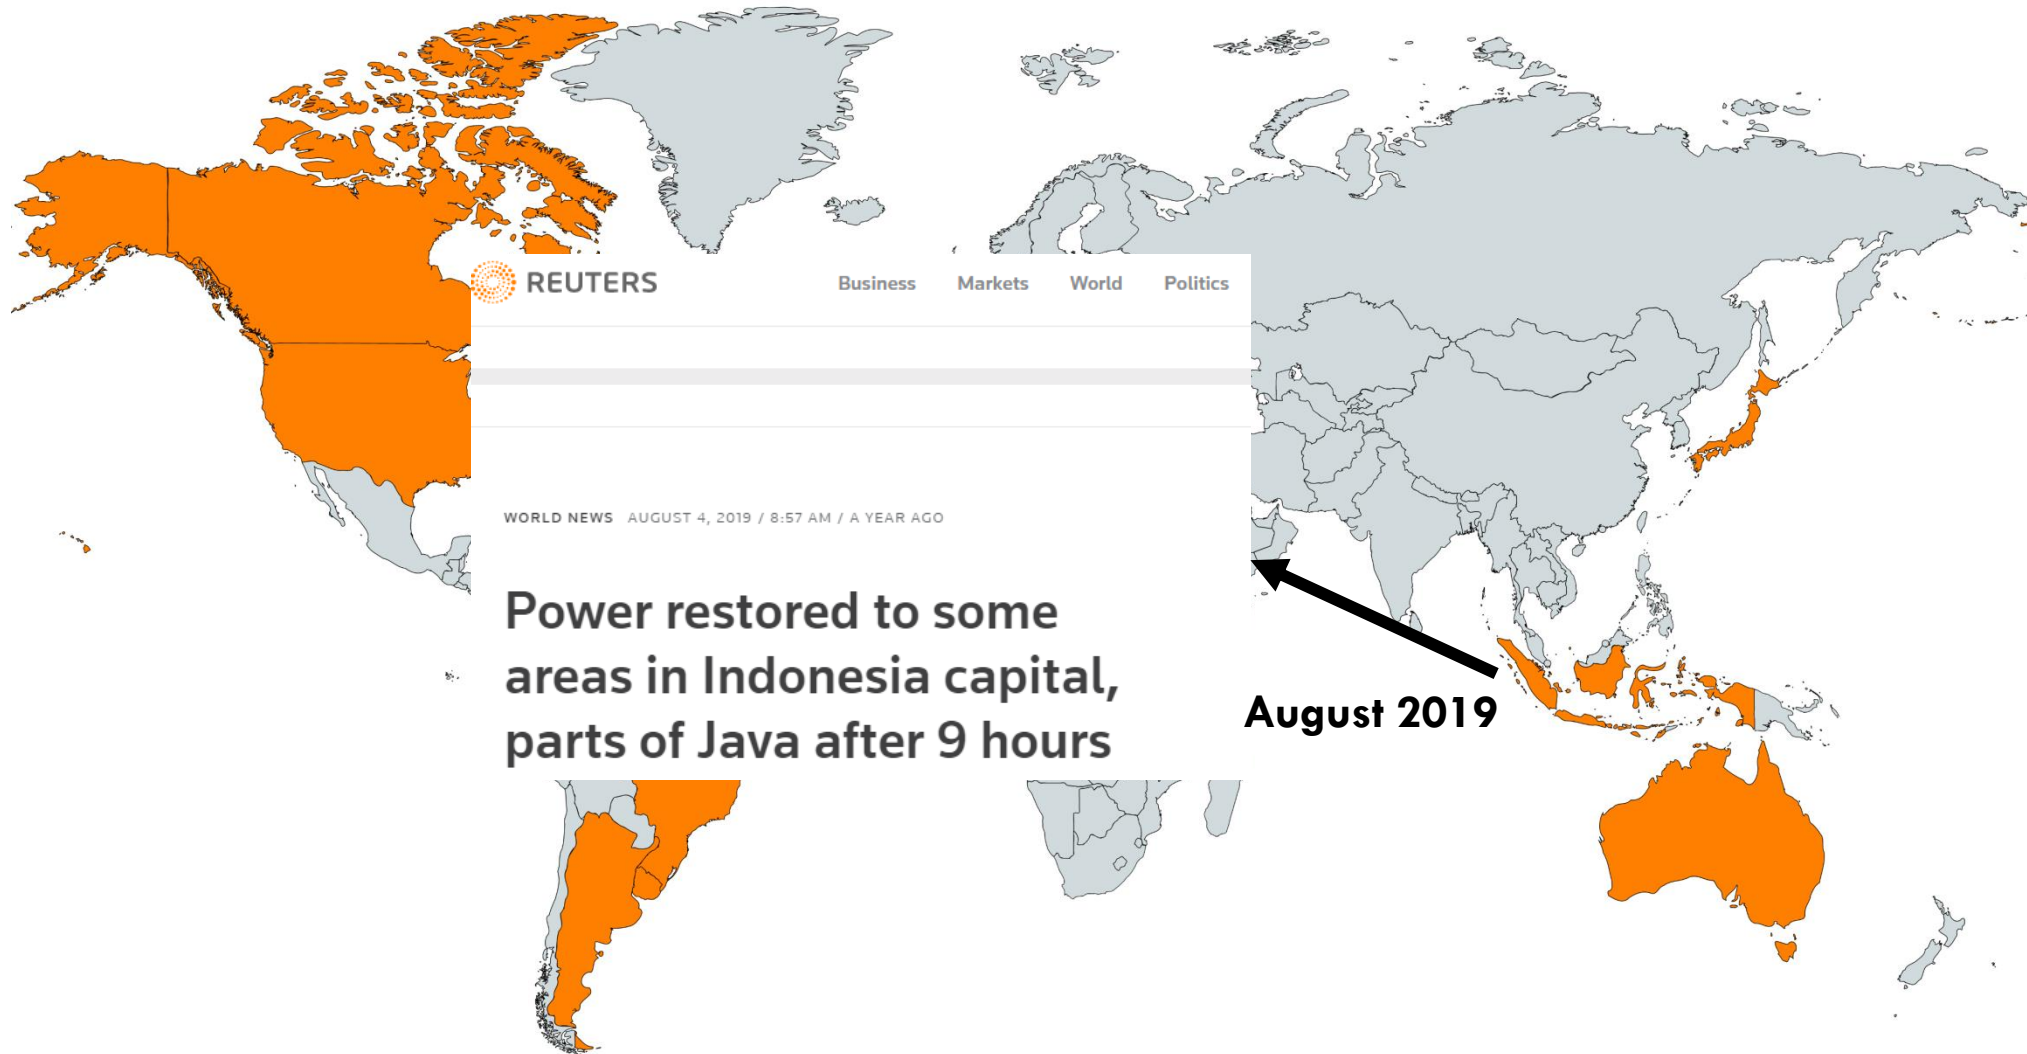 REUTERS
Business Markets World Politics
WORLD NEWS AUGUST 4, 2019 / 8:57 AM / A YEAR AGO
Power restored to some
areas in Indonesia capital,
parts of Java after 9 hours
August 2019